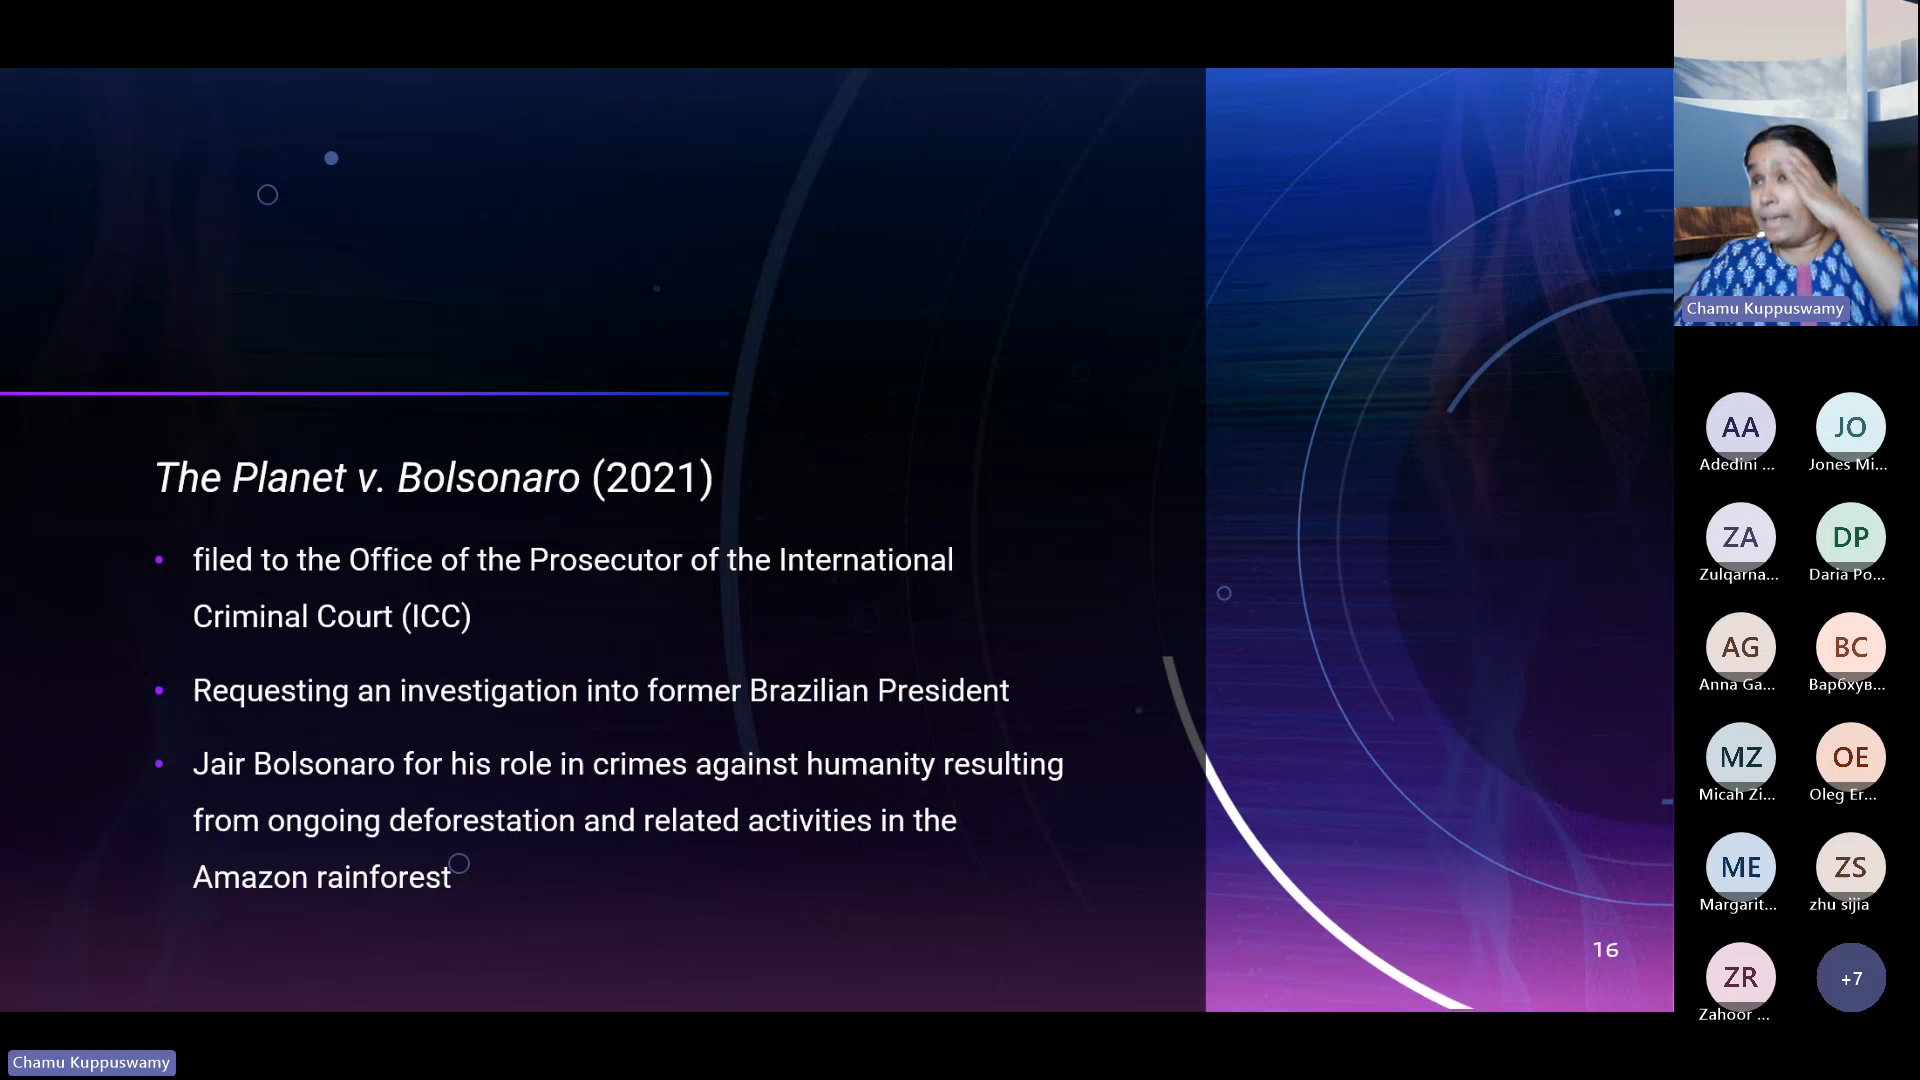 The Planet v. Bolsonaro (2021)
• filed to the Office of the Prosecutor of the International
Criminal Court (ICC)
• Requesting an investigation into former Brazilian President
• Jair Bolsonaro for his role in crimes against humanity resulting
from ongoing deforestation and related activities in the
Amazon rainforest
16
Chamu Kuppuswamy
AA JO
Adedini ... Jones Mi...
ZA DP
Zulqarna... Daria Po...
AG BC
Anna Ga... Варбхув...
MZ OE
Micah Zi... Oleg Er...
ME ZS
Margarit... zhu sijia
ZR +7
Zahoor ...
Chamu Kuppuswamy